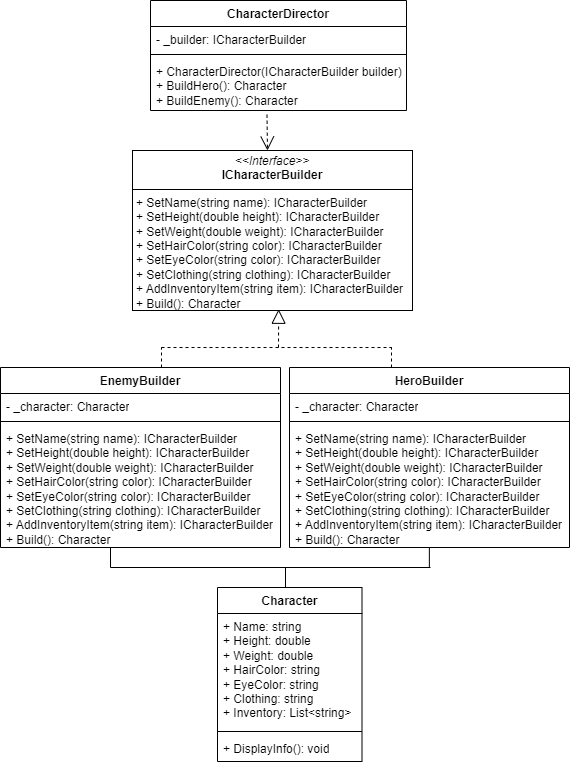 CharacterDirector
- _builder: ICharacterBuilder
+ CharacterDirector(ICharacterBuilder builder)
+ BuildHero(): Character
+ BuildEnemy(): Character
<<Interface>>
ICharacterBuilder
+ SetName(string name): ICharacterBuilder
+ SetHeight(double height): ICharacterBuilder
+ SetWeight(double weight): ICharacterBuilder
+ SetHairColor(string color): ICharacterBuilder
+ SetEyeColor(string color): ICharacterBuilder
+ SetClothing(string clothing): ICharacterBuilder
+ AddInventoryItem(string item): ICharacterBuilder
+ Build(): Character
EnemyBuilder
- _character: Character
+ SetName(string name): ICharacterBuilder
+ SetHeight(double height): ICharacterBuilder
+ SetWeight(double weight): ICharacterBuilder
+ SetHairColor(string color): ICharacterBuilder
+ SetEyeColor(string color): ICharacterBuilder
+ SetClothing(string clothing): ICharacterBuilder
+ AddInventoryItem(string item): ICharacterBuilder
+ Build(): Character
HeroBuilder
- _character: Character
+ SetName(string name): ICharacterBuilder
+ SetHeight(double height): ICharacterBuilder
+ SetWeight(double weight): ICharacterBuilder
+ SetHairColor(string color): ICharacterBuilder
+ SetEyeColor(string color): ICharacterBuilder
+ SetClothing(string clothing): ICharacterBuilder
+ AddInventoryItem(string item): ICharacterBuilder
+ Build(): Character
Character
+ Name: string
+ Height: double
+ Weight: double
+ HairColor: string
+ EyeColor: string
+ Clothing: string
+ Inventory: List<string>
+ DisplayInfo(): void